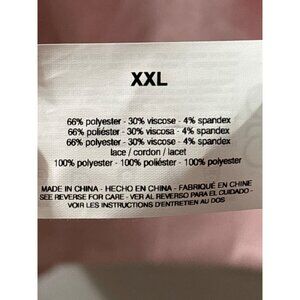 XXL
66% polyester - 30% viscose - 4% spandex
66% poliéster - 30% viscosa - 4% spandex
66% polyester - 30% viscose - 4% spandex
lace / cordon / lacet
100% polyester - 100% poliéster - 100% polyester
MADE IN CHINA - HECHO EN CHINA - FABRIQUÉ EN CHINE
SEE REVERSE FOR CARE - VER AL REVERSO PARA EL CUIDADO -
VOIR LES INSTRUCTIONS D'ENTRETIEN AU DOS